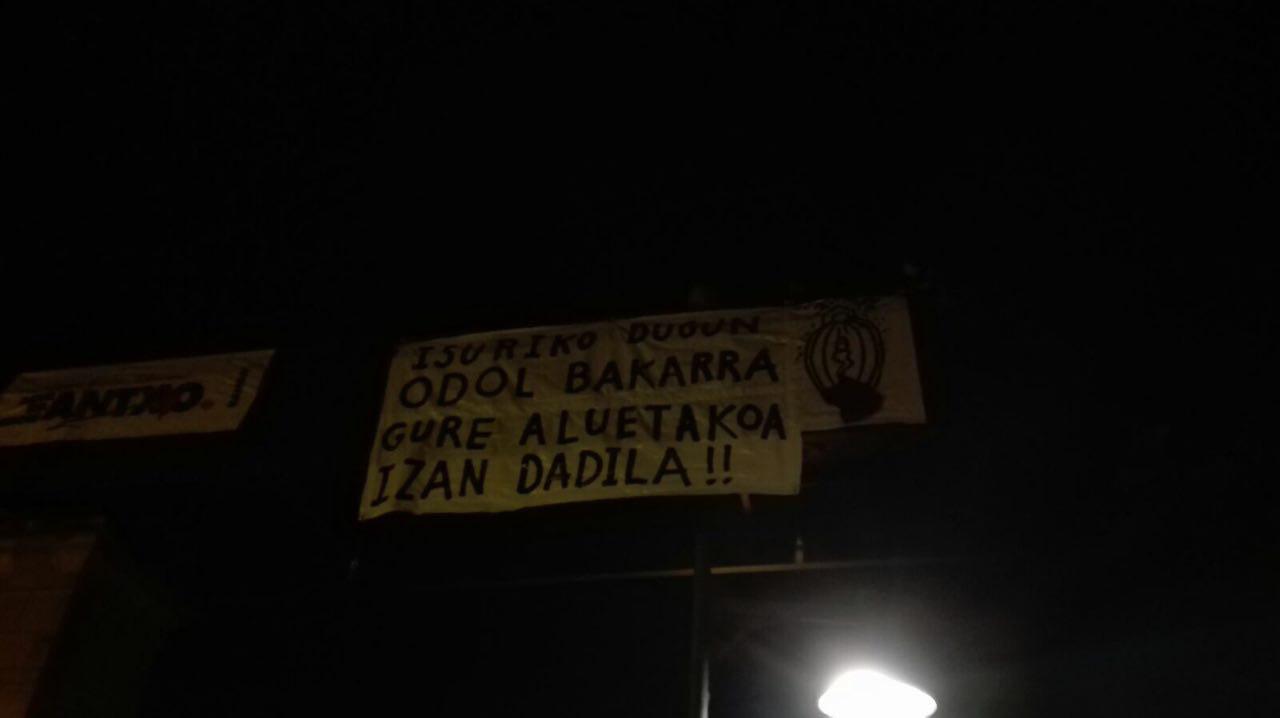 ISURIKO DUGUN
ODOL BAKARRA
GURE ALUETAKOA
IZAN DADILA!!